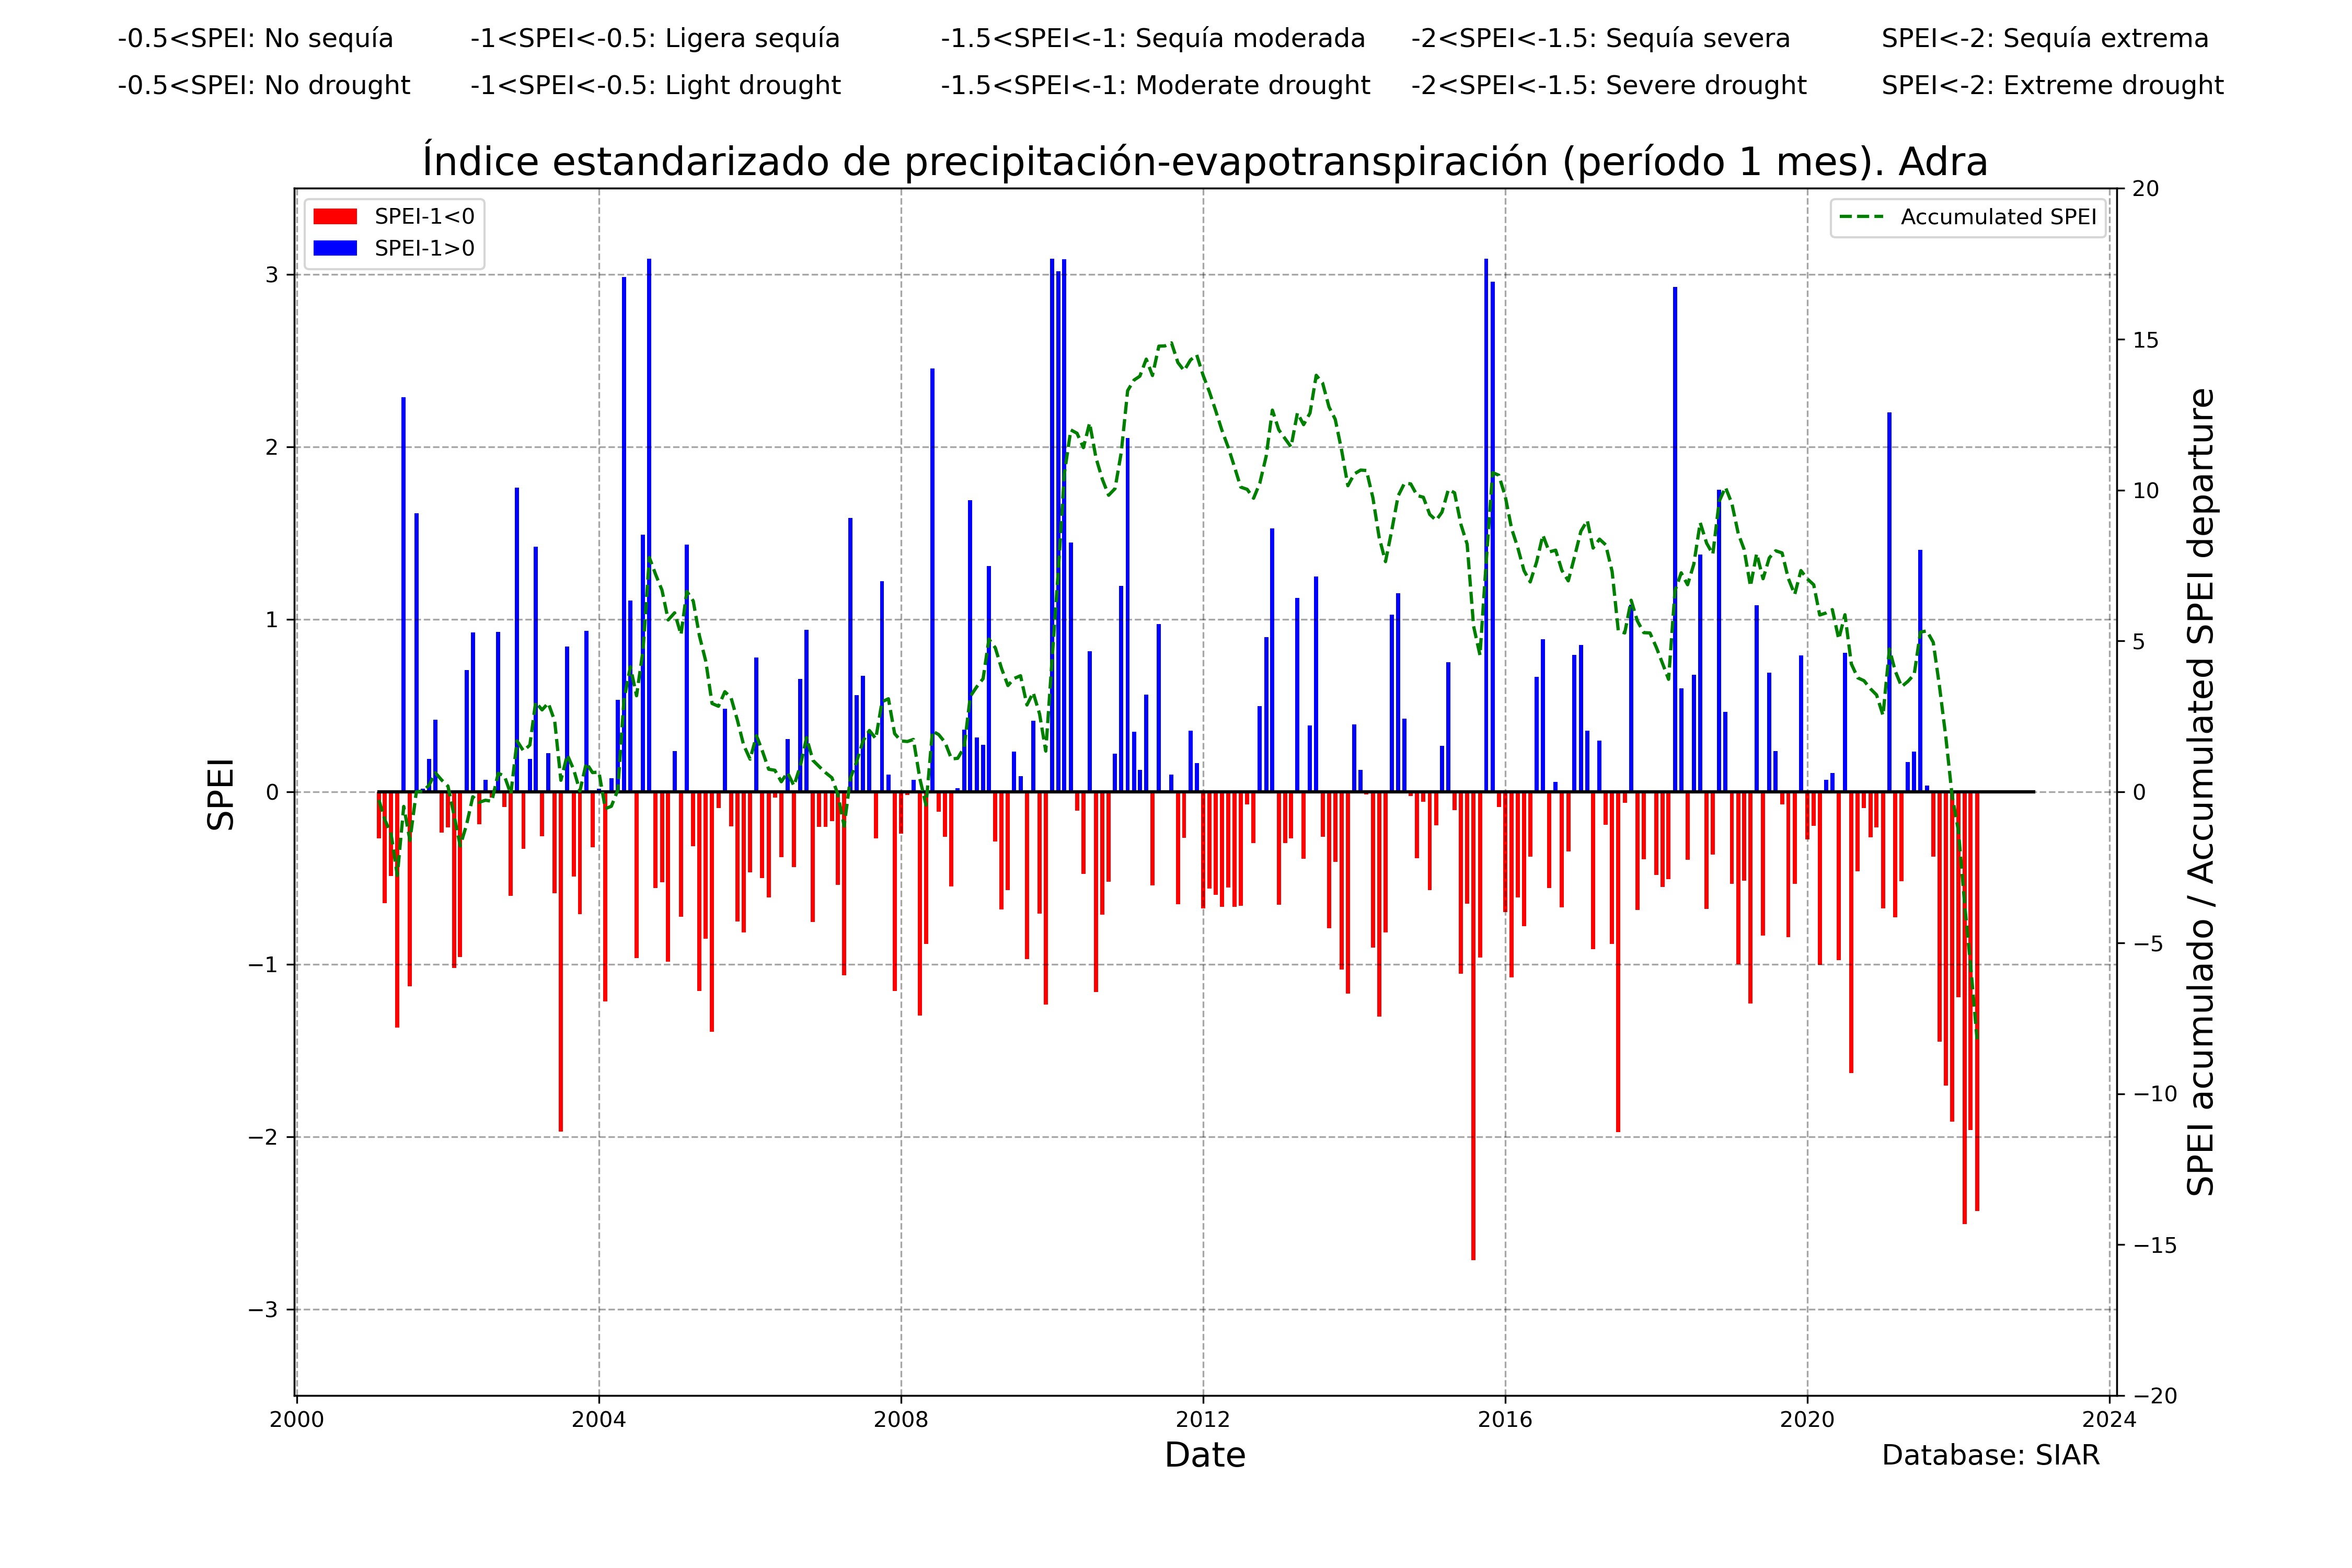 -0.5<SPEI: No sequía -1<SPEI<-0.5: Ligera sequía -1.5<SPEI<-1: Sequía moderada -2<SPEI<-1.5: Sequía severa SPEI<-2: Sequía extrema
-0.5<SPEI: No drought -1<SPEI<-0.5: Light drought -1.5<SPEI<-1: Moderate drought -2<SPEI<-1.5: Severe drought SPEI<-2: Extreme drought
Índice estandarizado de precipitación-evapotranspiración (período 1 mes). Adra
SPEI-1<0
SPEI-1>0
Accumulated SPEI
SPEI
3
2
1
0
−1
−2
−3
20
15
10
5
0
−5
−10
−15
−20
SPEI acumulado / Accumulated SPEI departure
2000 2004 2008 2012 2016 2020 2024
Date
Database: SIAR